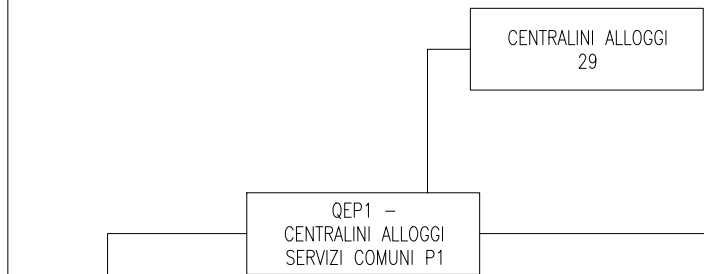 CENTRALINI ALLOGGI
29
QEP1 –
CENTRALINI ALLOGGI
SERVIZI COMUNI P1